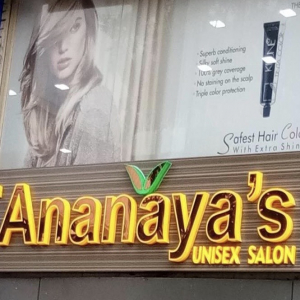 - Superb conditioning
- Silky soft shine
- 100% grey coverage
- No staining on the scalp
- Triple color protection
Safest Hair Colo
With Extra Shin
Ananaya's
UNISEX SALON